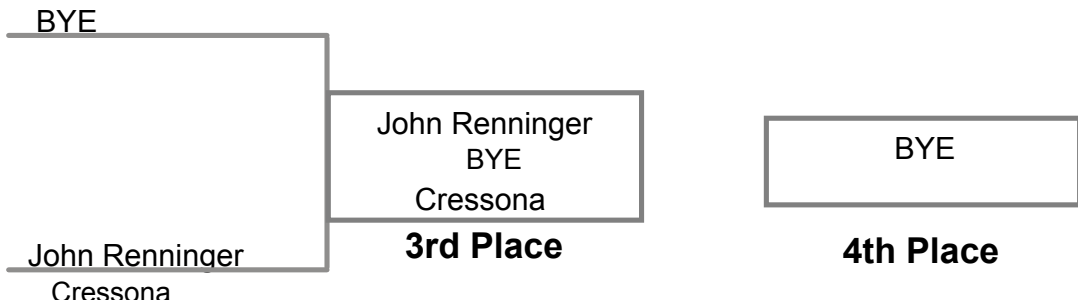 BYE
John Renninger
BYE
Cressona
3rd Place
BYE
4th Place
John Renninger
Cressona